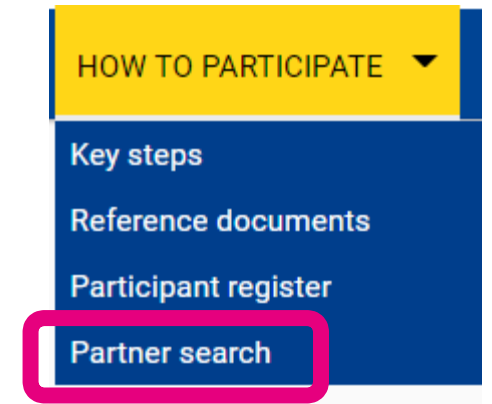 HOW TO PARTICIPATE
Key steps
Reference documents
Participant register
Partner search